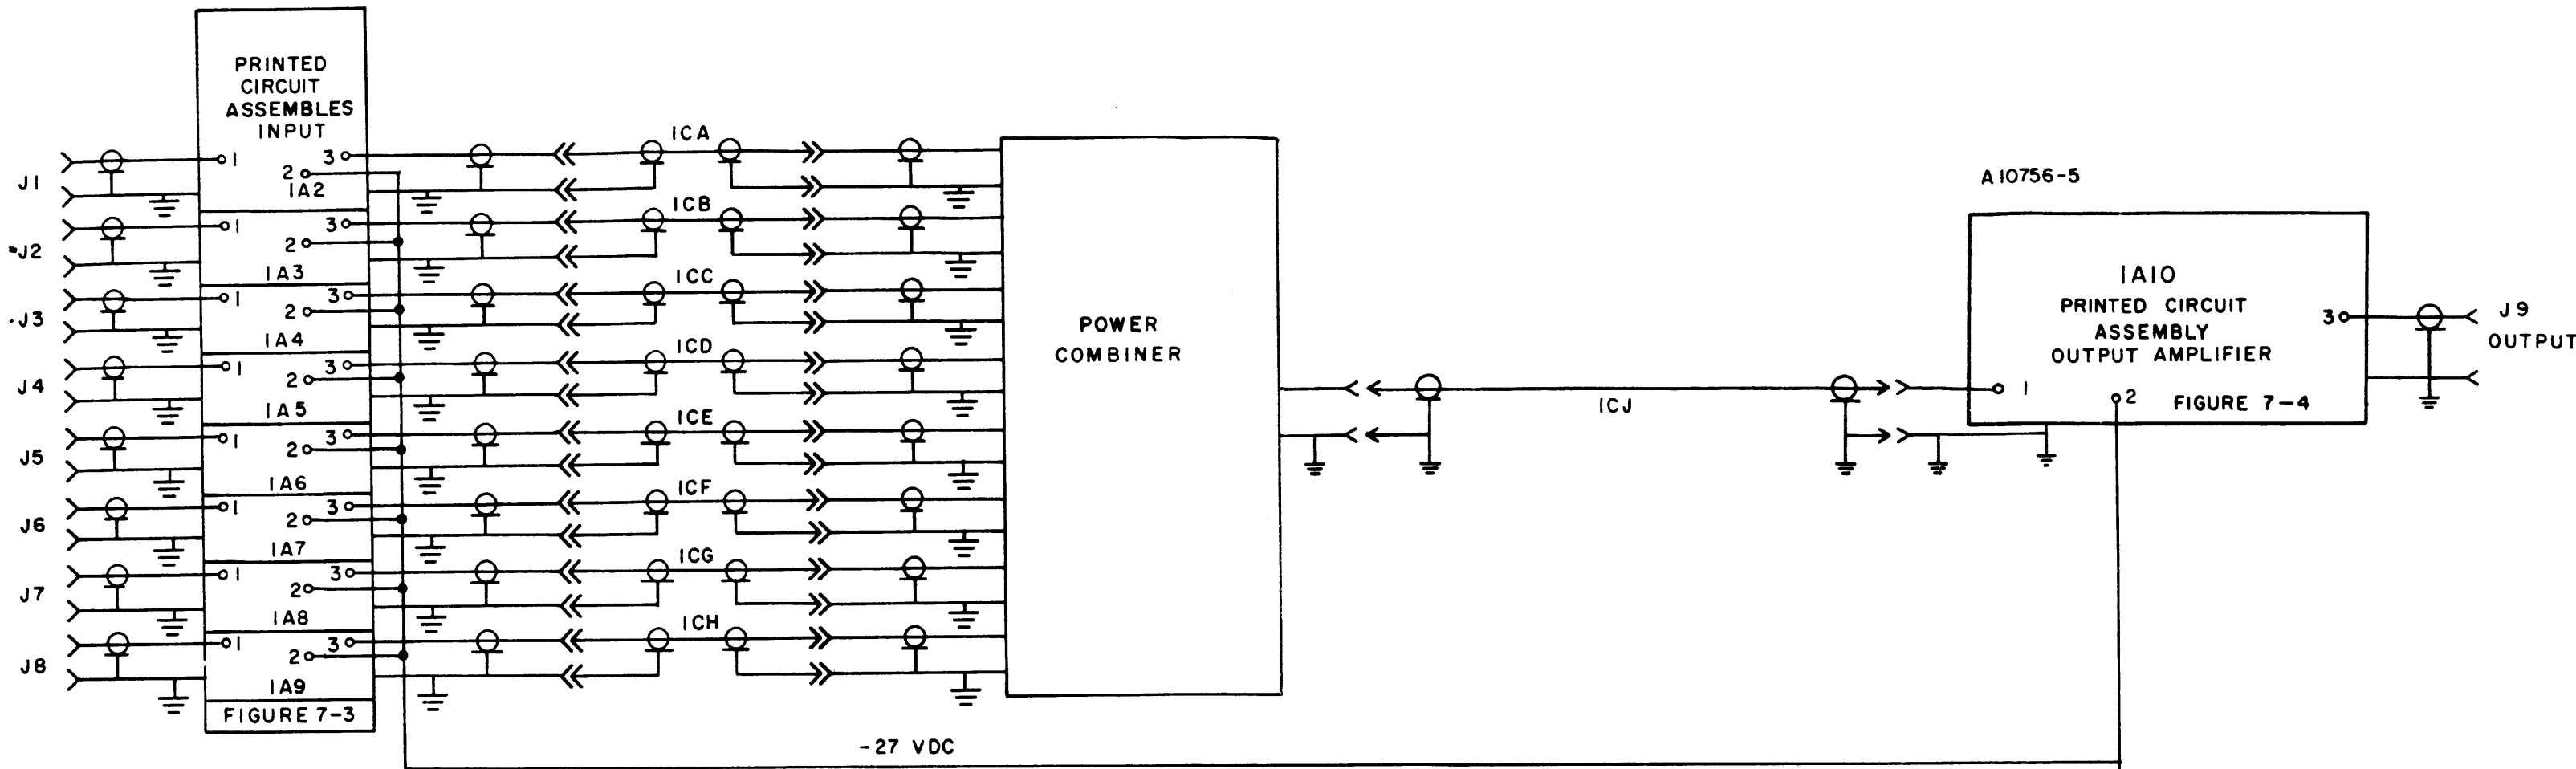 PRINTED
CIRCUIT
ASSEMBLES
INPUT
J1
1
3
2
1A2
1CA
J2
1
3
2
1A3
1CB
J3
1
3
2
1A4
1CC
J4
1
3
2
1A5
1CD
J5
1
3
2
1A6
1CE
J6
1
3
2
1A7
1CF
J7
1
3
2
1A8
1CG
J8
1
3
2
1A9
1CH
FIGURE 7-3
POWER
COMBINER
1CJ
-27 VDC
A10756-5
1A10
PRINTED CIRCUIT
ASSEMBLY
OUTPUT AMPLIFIER
1
2
3
FIGURE 7-4
J9
OUTPUT